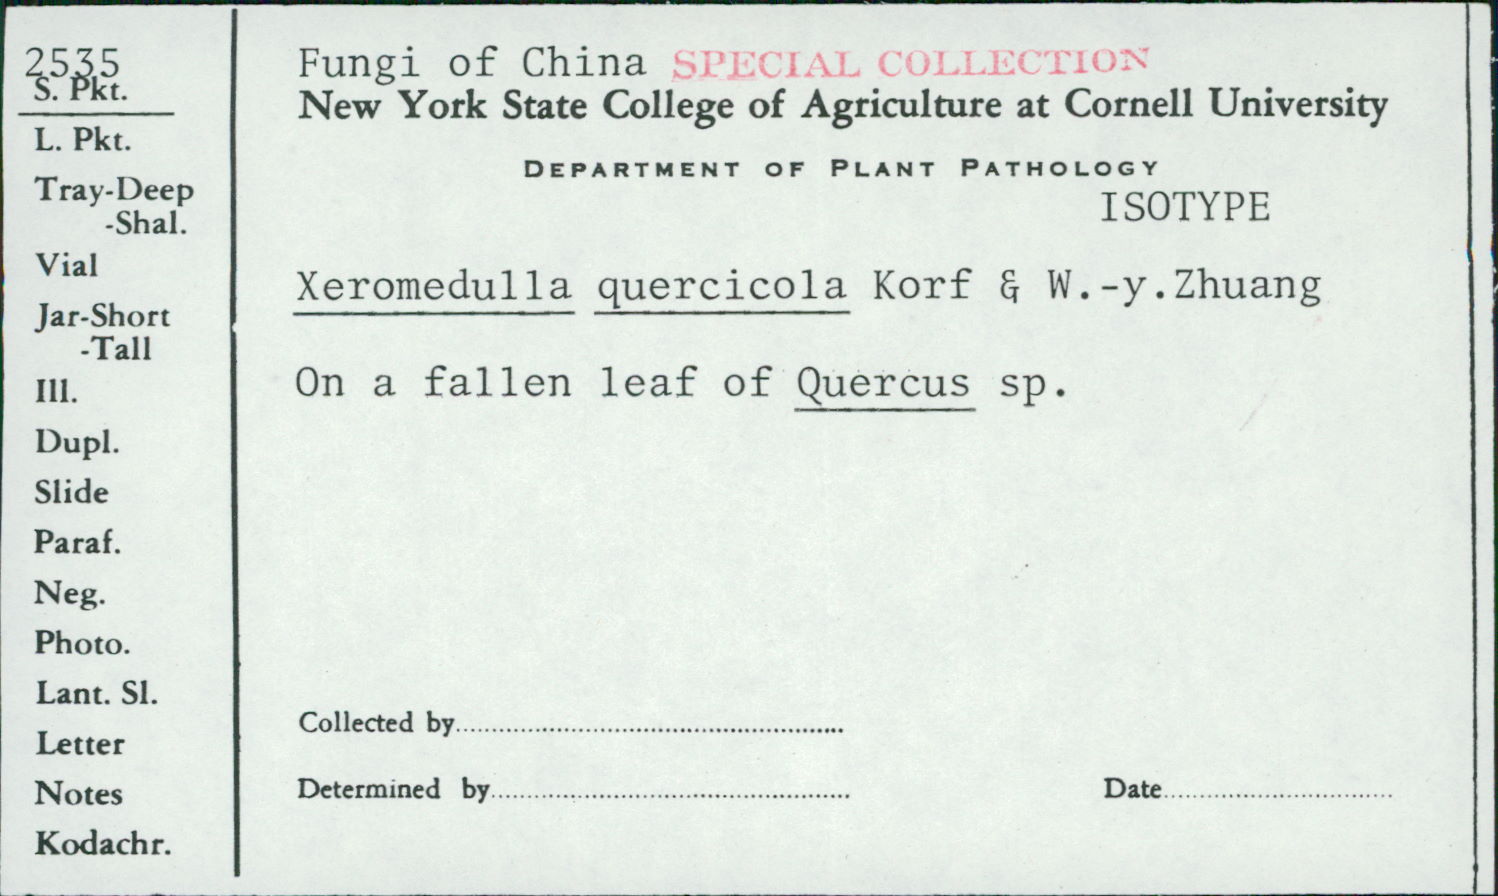 2535
S. Pkt.
L. Pkt.
Tray-Deep
-Shal.
Vial
Jar-Short
-Tall
Ill.
Dupl.
Slide
Paraf.
Neg.
Photo.
Lant. Sl.
Letter
Notes
Kodachr.
Fungi of China SPECIAL COLLECTION
New York State College of Agriculture at Cornell University
DEPARTMENT OF PLANT PATHOLOGY
ISOTYPE
Xeromedulla quercicola Korf & W.-y.Zhuang
On a fallen leaf of Quercus sp.
Collected by
Determined by Date